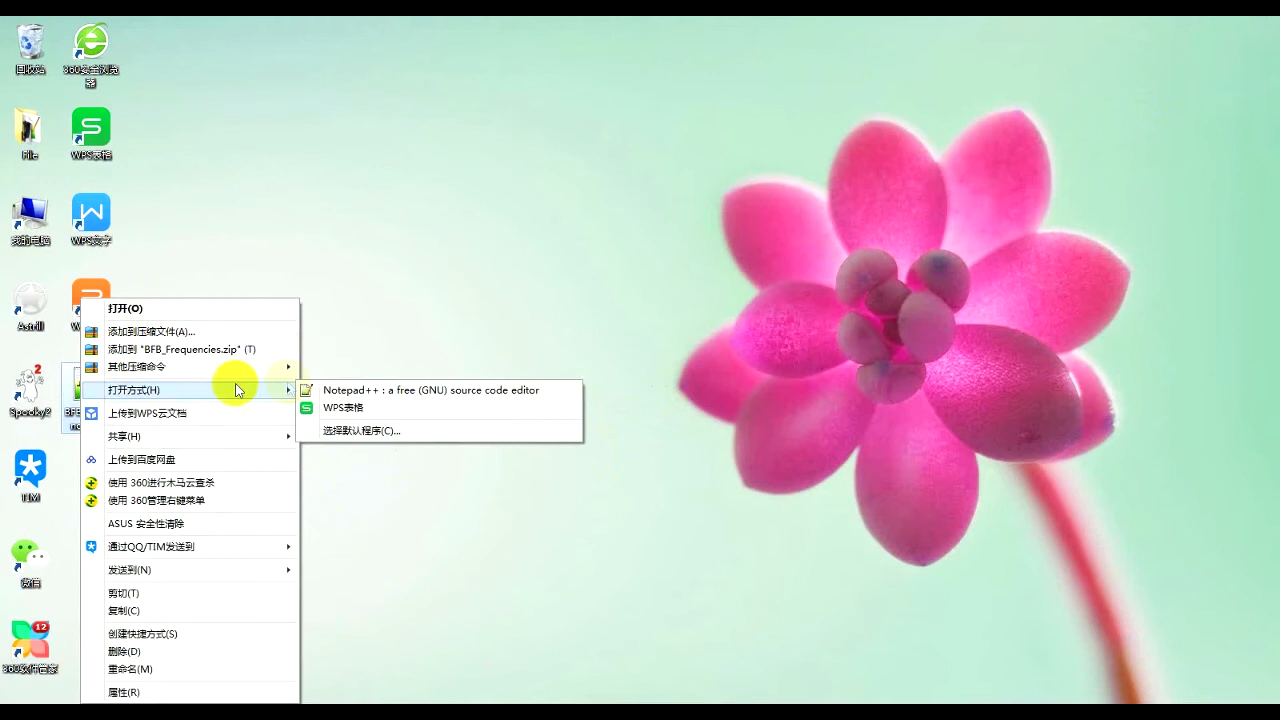 回收站
360安全浏览
器
File
WPS表格
我的电脑
WPS文字
Astrill
W
2
Spooky2
BFB
TIM
微信
12
360软件管家
打开(O)
添加到压缩文件(A)...
添加到 "BFB_Frequencies.zip" (T)
其他压缩命令
打开方式(H)
上传到WPS云文档
共享(H)
上传到百度网盘
使用 360进行木马云查杀
使用 360管理右键菜单
ASUS 安全性清除
通过QQ/TIM发送到
发送到(N)
剪切(T)
复制(C)
创建快捷方式(S)
删除(D)
重命名(M)
属性(R)
Notepad++ : a free (GNU) source code editor
WPS表格
选择默认程序(C)...